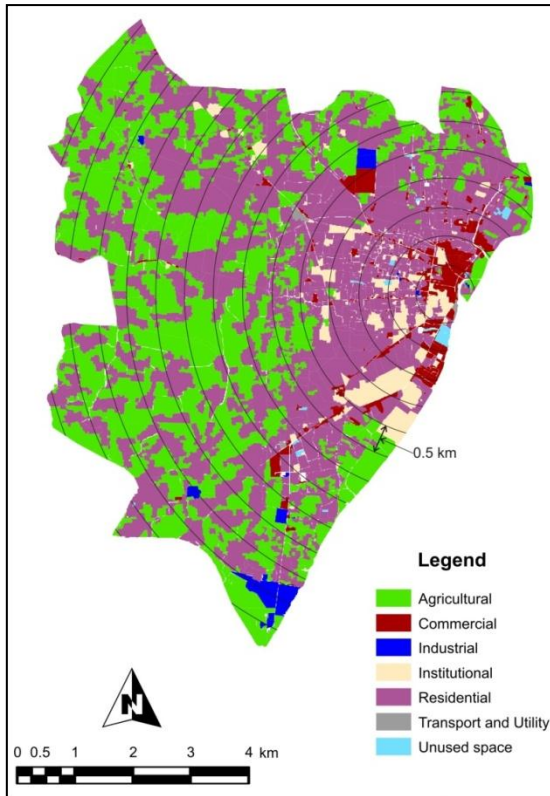 0.5 km
Legend
Agricultural
Commercial
Industrial
Institutional
Residential
Transport and Utility
Unused space
N
0 0.5 1 2 3 4 km